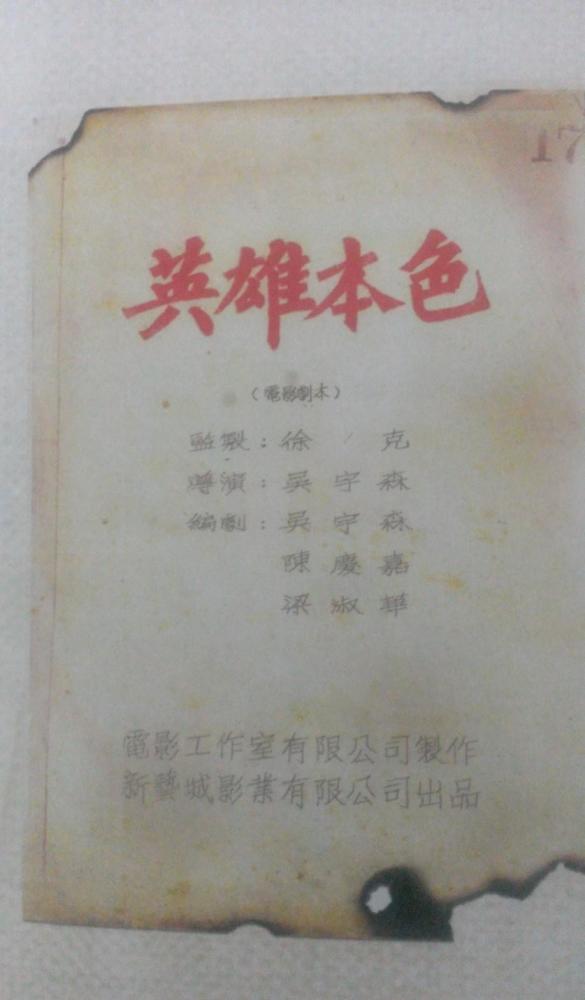 17
英雄本色
（電影劇本）
監製：徐 克
導演：吳宇森
編劇：吳宇森
陳慶嘉
梁淑華
電影工作室有限公司製作
新藝城影業有限公司出品